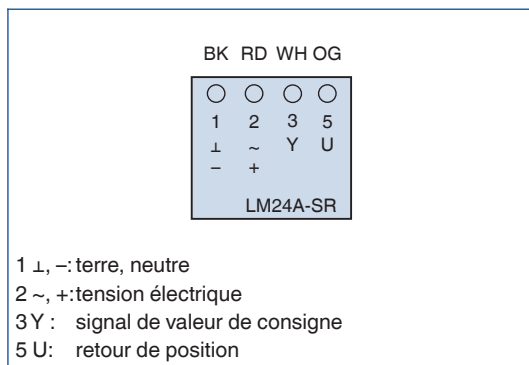 BK RD WH OG
1 2 3 5
⊥ ~ Y U
– +
LM24A-SR
1 ⊥, –: terre, neutre
2 ~, +: tension électrique
3 Y : signal de valeur de consigne
5 U: retour de position